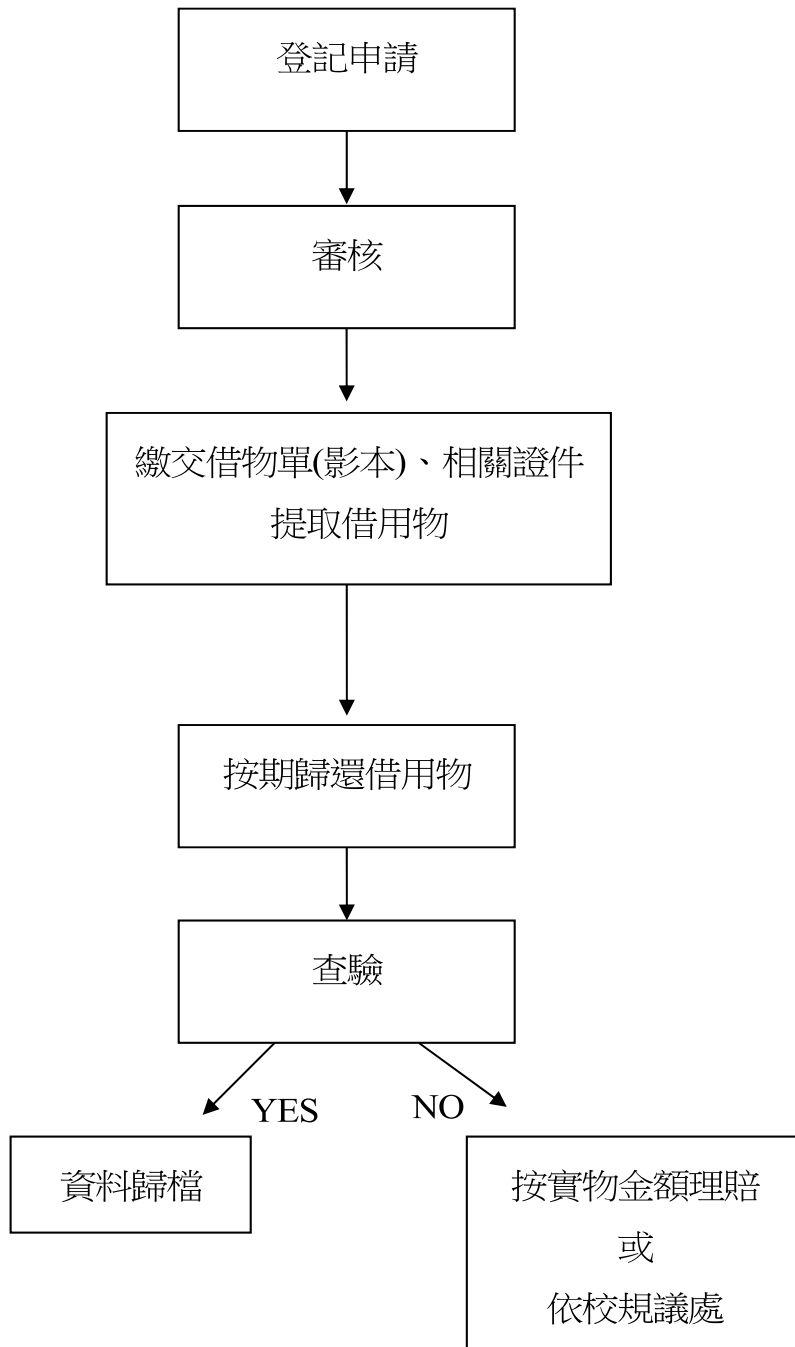 登記申請
審核
繳交借物單(影本)、相關證件
提取借用物
按期歸還借用物
查驗
YES
NO
資料歸檔
按實物金額理賠
或
依校規議處